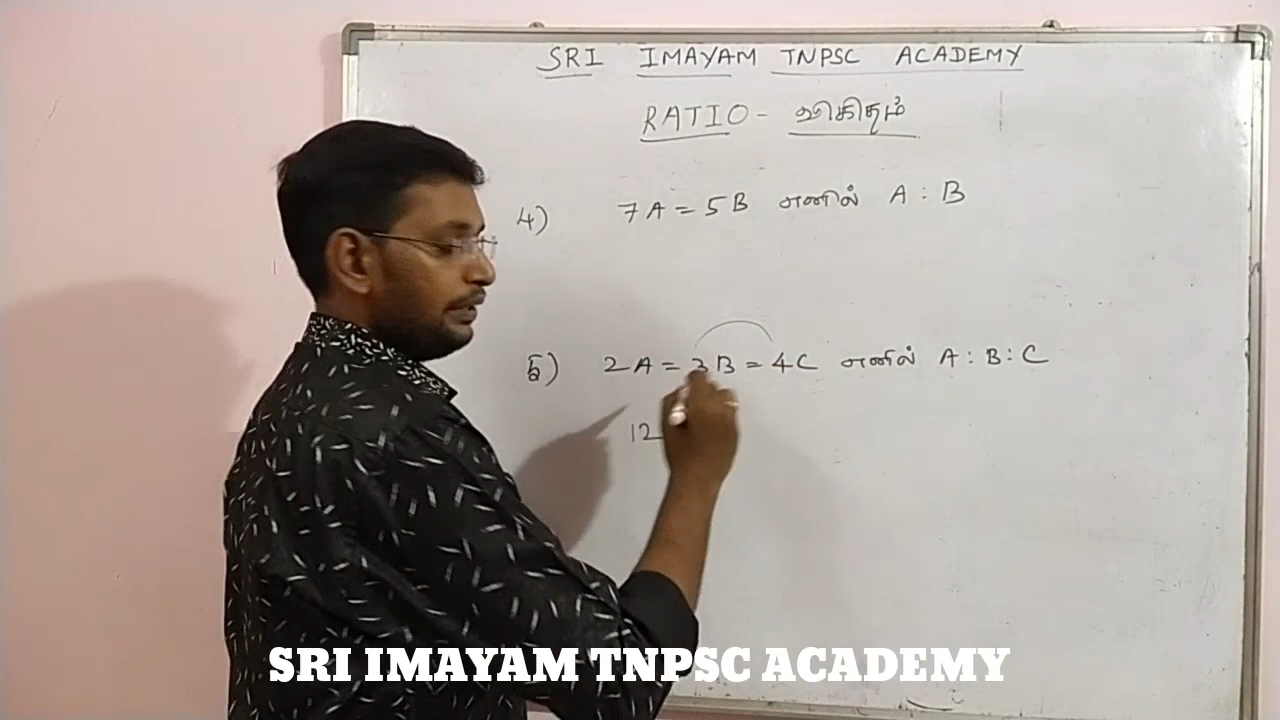 SRI IMAYAM TNPSC ACADEMY
RATIO - விகிதம்
4) 7A = 5B எனில் A : B
5) 2A = 3B = 4C எனில் A : B : C
12
SRI IMAYAM TNPSC ACADEMY